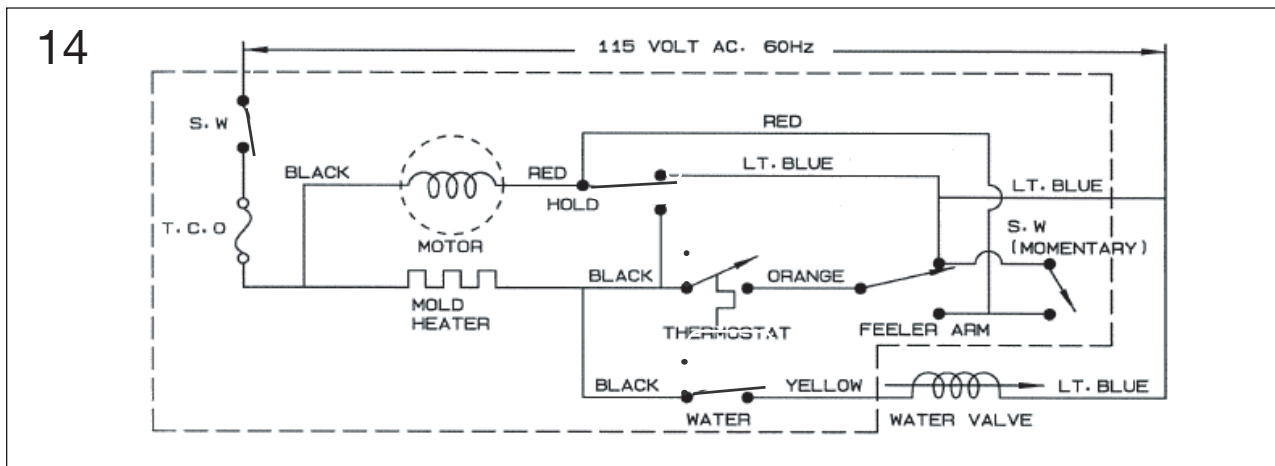 14
115 VOLT AC. 60Hz
S.W
RED
BLACK
RED
LT.BLUE
LT.BLUE
HOLD
T.C.O
S.W
(MOMENTARY)
MOTOR
BLACK
ORANGE
MOLD
HEATER
THERMOSTAT
FEELER ARM
BLACK
YELLOW
LT.BLUE
WATER
WATER VALVE